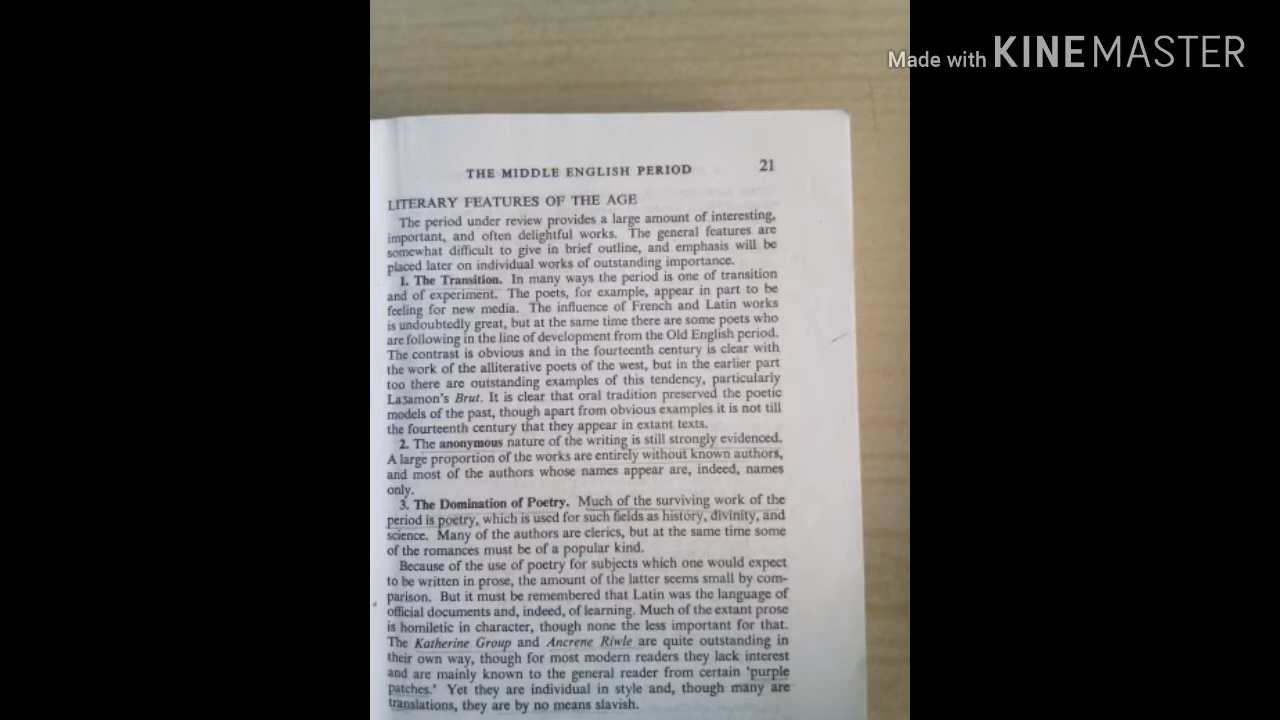 Made with KINEMASTER
THE MIDDLE ENGLISH PERIOD 21
LITERARY FEATURES OF THE AGE
The period under review provides a large amount of interesting,
important, and often delightful works. The general features are
somewhat difficult to give in brief outline, and emphasis will be
placed later on individual works of outstanding importance.
1. The Transition. In many ways the period is one of transition
and of experiment. The poets, for example, appear in part to be
feeling for new media. The influence of French and Latin works
is undoubtedly great, but at the same time there are some poets who
are following in the line of development from the Old English period.
The contrast is obvious and in the fourteenth century is clear with
the work of the alliterative poets of the west, but in the earlier part
too there are outstanding examples of this tendency, particularly
Laȝamon's Brut. It is clear that oral tradition preserved the poetic
models of the past, though apart from obvious examples it is not till
the fourteenth century that they appear in extant texts.
2. The anonymous nature of the writing is still strongly evidenced.
A large proportion of the works are entirely without known authors,
and most of the authors whose names appear are, indeed, names
only.
3. The Domination of Poetry. Much of the surviving work of the
period is poetry, which is used for such fields as history, divinity, and
science. Many of the authors are clerics, but at the same time some
of the romances must be of a popular kind.
Because of the use of poetry for subjects which one would expect
to be written in prose, the amount of the latter seems small by com-
parison. But it must be remembered that Latin was the language of
official documents and, indeed, of learning. Much of the extant prose
is homiletic in character, though none the less important for that.
The Katherine Group and Ancrene Riwle are quite outstanding in
their own way, though for most modern readers they lack interest
and are mainly known to the general reader from certain 'purple
patches.' Yet they are individual in style and, though many are
translations, they are by no means slavish.